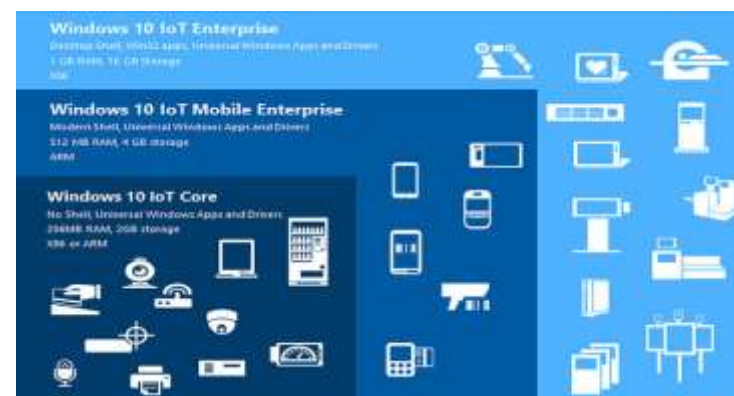 Windows 10 IoT Enterprise
Desktop Shell, Win32 apps, Universal Windows Apps and Drivers
1 GB RAM, 16 GB Storage
X86
Windows 10 IoT Mobile Enterprise
Modern Shell, Universal Windows Apps and Drivers
512 MB RAM, 4 GB storage
ARM
Windows 10 IoT Core
No Shell, Universal Windows Apps and Drivers
256MB RAM, 2GB storage
X86 or ARM